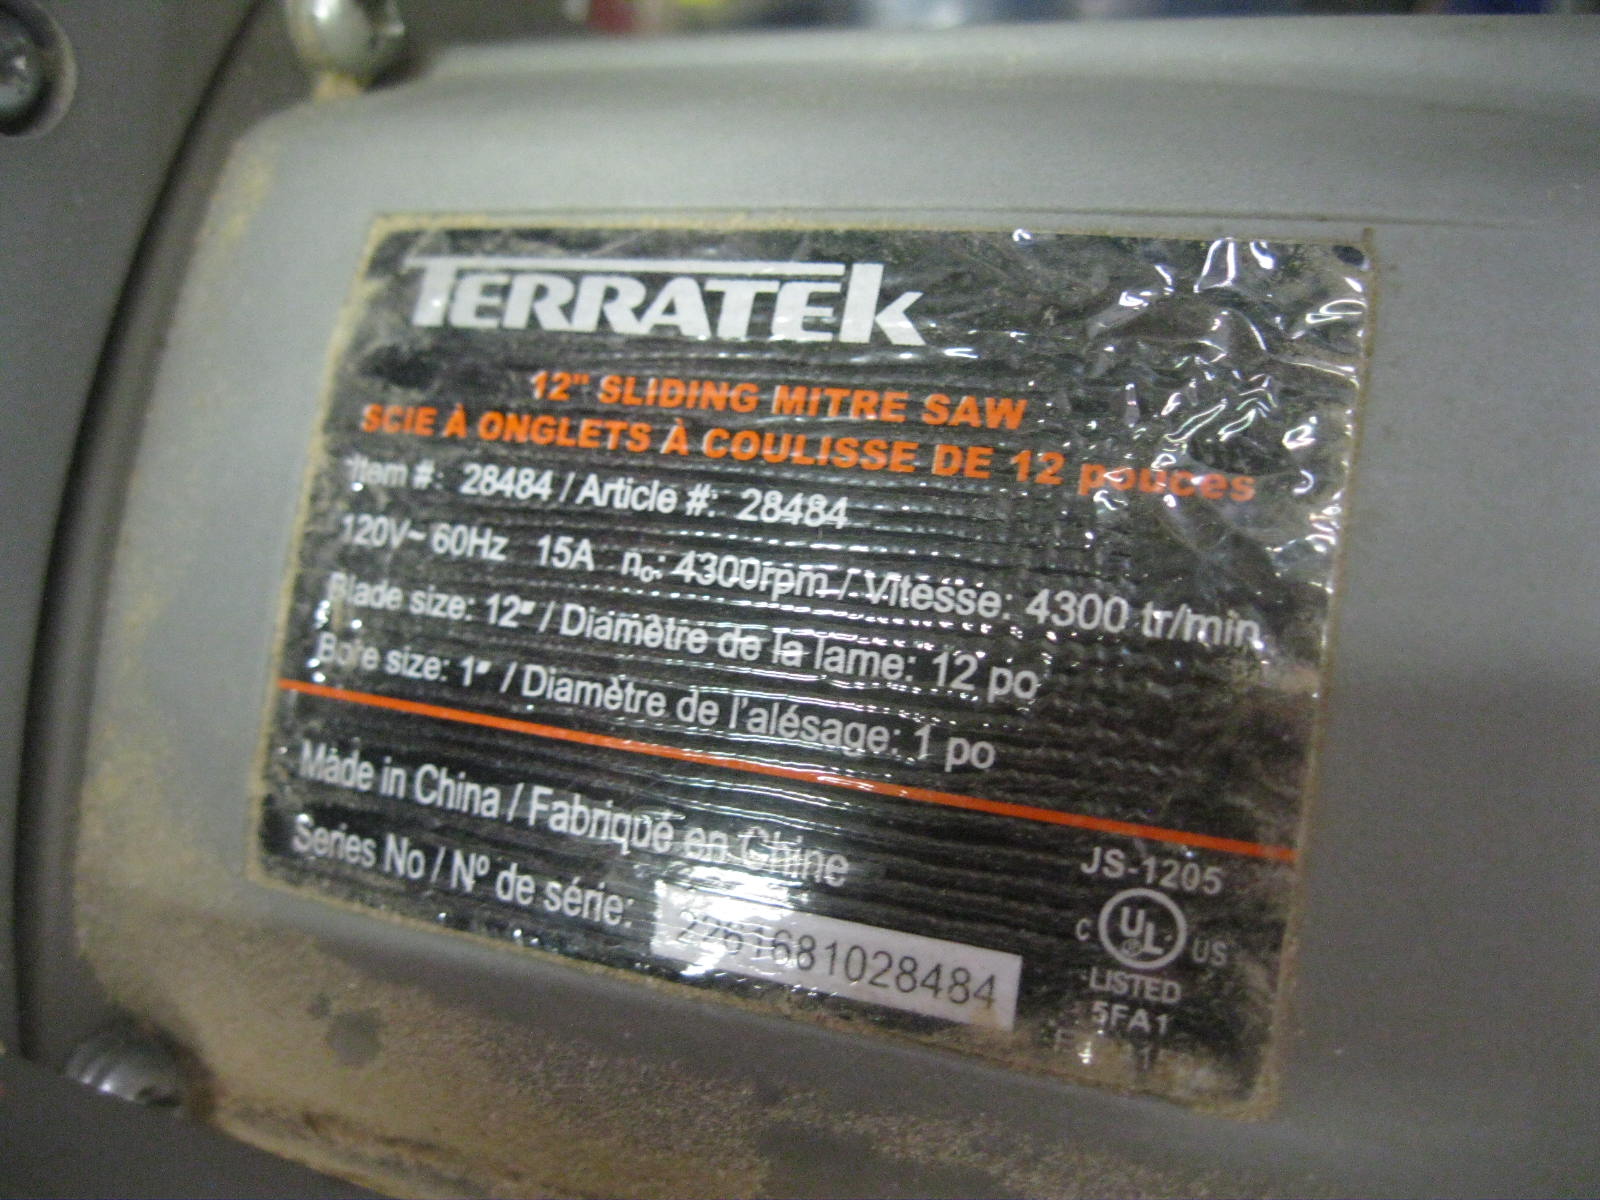 TERRATEK
12" SLIDING MITRE SAW
SCIE À ONGLETS À COULISSE DE 12 pouces
Item #: 28484 / Article #: 28484
120V~ 60Hz 15A no: 4300rpm / Vitesse: 4300 tr/min
Blade size: 12" / Diamètre de la lame: 12 po
Bore size: 1" / Diamètre de l'alésage: 1 po
Made in China / Fabriqué en Chine
Series No / Nº de série: 2261681028484
JS-1205
C UL US
LISTED
5FA1